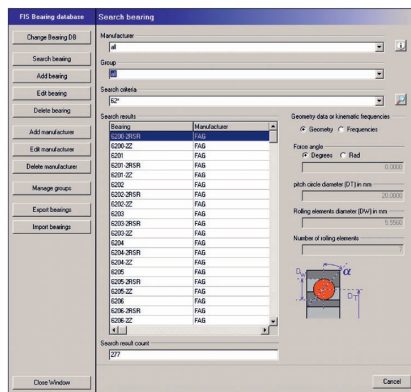 FIS Bearing database
Search bearing
Change Bearing DB
Search bearing
Add bearing
Edit bearing
Delete bearing
Add manufacturer
Edit manufacturer
Delete manufacturer
Manage groups
Export bearings
Import bearings
Close Window
Manufacturer
all
Group
all
Search criteria
62*
Search results
Bearing Manufacturer
6200-2RSR FAG
6200-2Z FAG
6201 FAG
6201-2RSR FAG
6201-2Z FAG
6202 FAG
6202-2RSR FAG
6202-2Z FAG
6203 FAG
6203-2RSR FAG
6203-2Z FAG
6204 FAG
6204-2RSR FAG
6204-2Z FAG
6205 FAG
6205-2RSR FAG
6205-2Z FAG
6206 FAG
6206-2RSR FAG
6206-2Z FAG
Search result count
277
Geometry data or kinematic frequencies
Geometry Frequencies
Force angle
Degrees Rad
0.0000
pitch circle diameter (DT) in mm
20.0000
Rolling elements diameter (DW) in mm
5.5500
Number of rolling elements
7
Dw
α
DT
Cancel